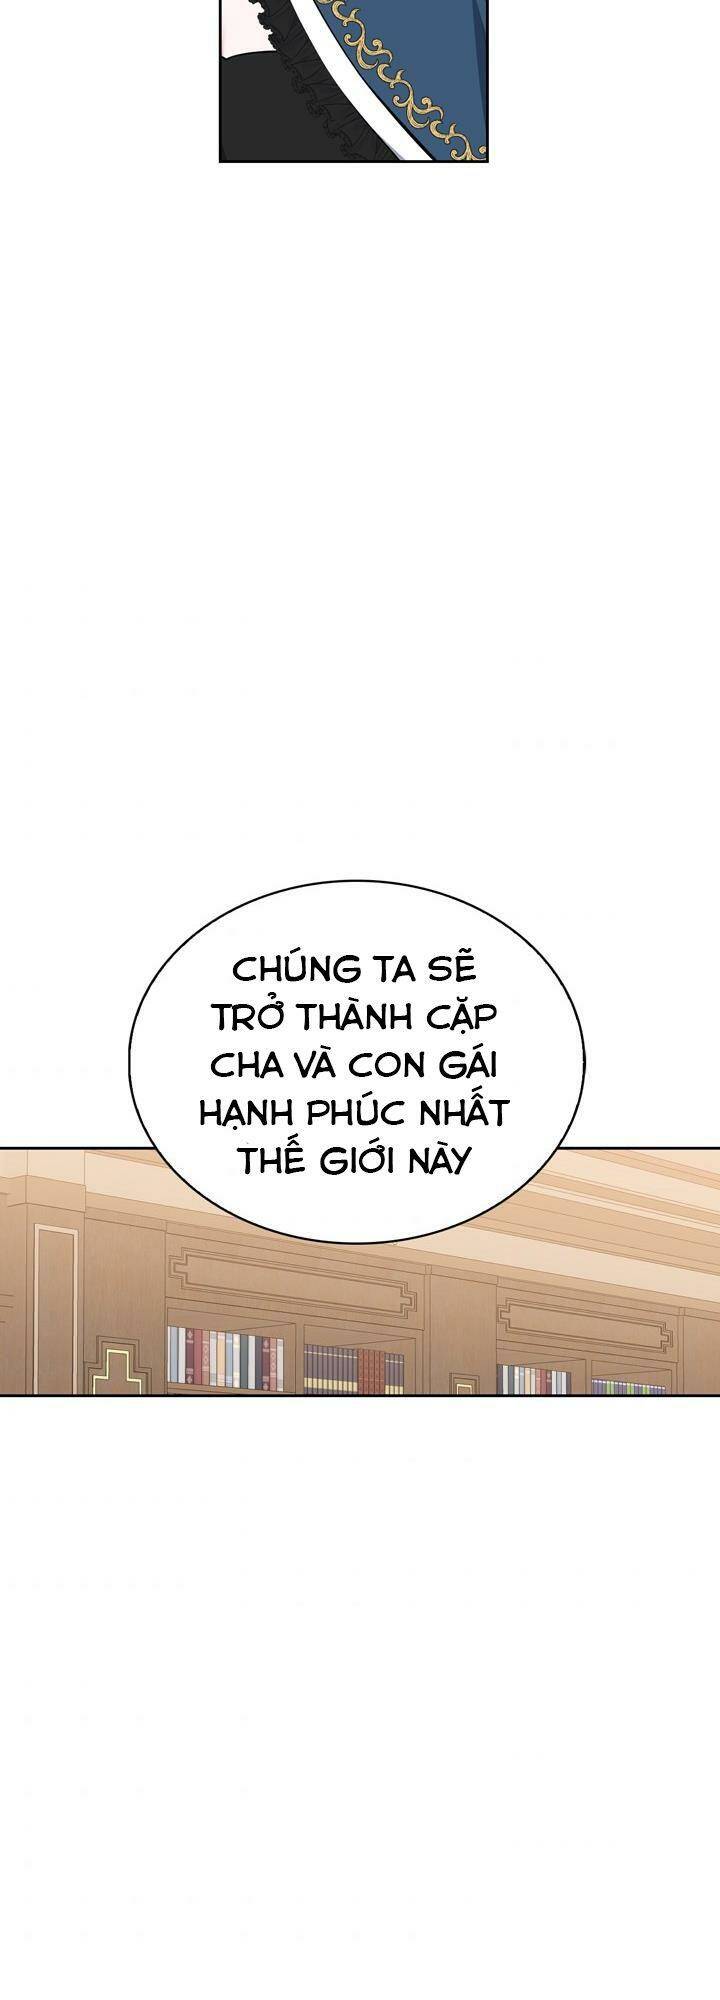 CHÚNG TA SẼ
TRỞ THÀNH CẶP
CHA VÀ CON GÁI
HẠNH PHÚC NHẤT
THẾ GIỚI NÀY